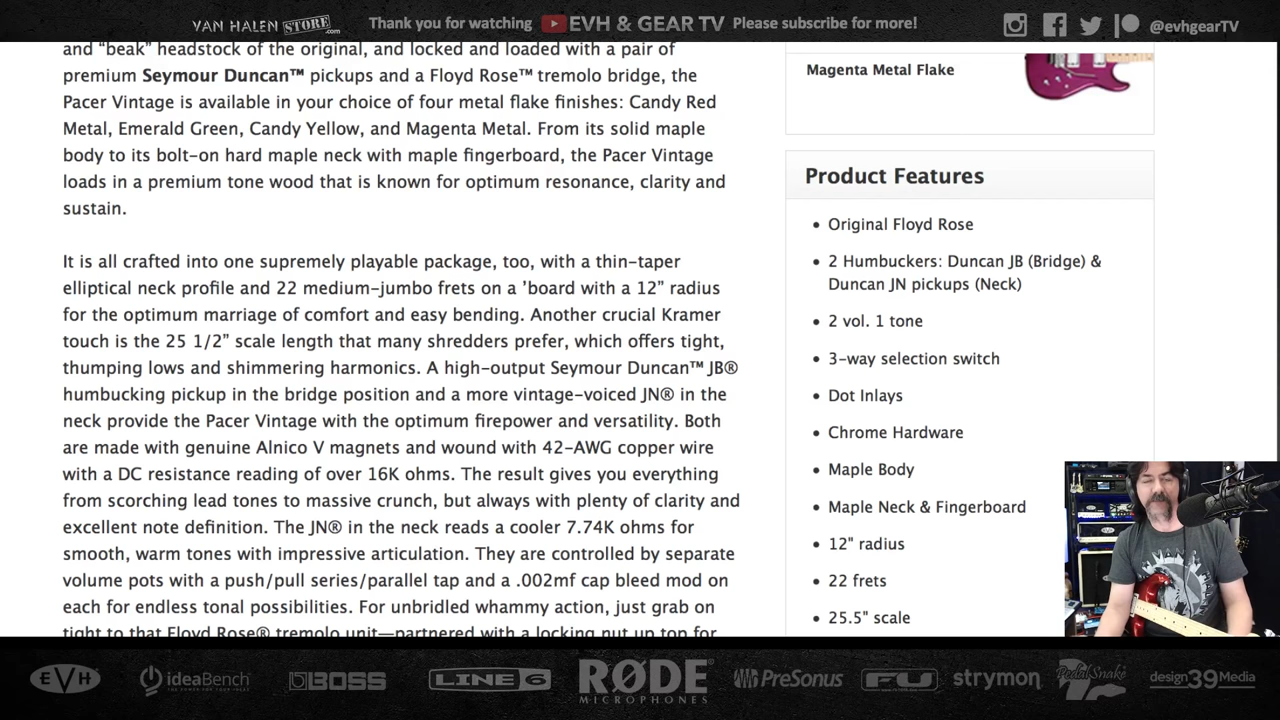 VAN HALEN STORE.com
Thank you for watching EVH & GEAR TV Please subscribe for more!
@evhgearTV
and “beak” headstock of the original, and locked and loaded with a pair of
premium Seymour Duncan™ pickups and a Floyd Rose™ tremolo bridge, the
Pacer Vintage is available in your choice of four metal flake finishes: Candy Red
Metal, Emerald Green, Candy Yellow, and Magenta Metal. From its solid maple
body to its bolt-on hard maple neck with maple fingerboard, the Pacer Vintage
loads in a premium tone wood that is known for optimum resonance, clarity and
sustain.
It is all crafted into one supremely playable package, too, with a thin-taper
elliptical neck profile and 22 medium-jumbo frets on a ’board with a 12” radius
for the optimum marriage of comfort and easy bending. Another crucial Kramer
touch is the 25 1/2” scale length that many shredders prefer, which offers tight,
thumping lows and shimmering harmonics. A high-output Seymour Duncan™ JB®
humbucking pickup in the bridge position and a more vintage-voiced JN® in the
neck provide the Pacer Vintage with the optimum firepower and versatility. Both
are made with genuine Alnico V magnets and wound with 42-AWG copper wire
with a DC resistance reading of over 16K ohms. The result gives you everything
from scorching lead tones to massive crunch, but always with plenty of clarity and
excellent note definition. The JN® in the neck reads a cooler 7.74K ohms for
smooth, warm tones with impressive articulation. They are controlled by separate
volume pots with a push/pull series/parallel tap and a .002mf cap bleed mod on
each for endless tonal possibilities. For unbridled whammy action, just grab on
tight to that Floyd Rose® tremolo unit—partnered with a locking nut up top for
Magenta Metal Flake
Product Features
• Original Floyd Rose
• 2 Humbuckers: Duncan JB (Bridge) &
Duncan JN pickups (Neck)
• 2 vol. 1 tone
• 3-way selection switch
• Dot Inlays
• Chrome Hardware
• Maple Body
• Maple Neck & Fingerboard
• 12" radius
• 22 frets
• 25.5" scale
EVH
ideaBench
BOSS
LINE 6
RØDE
MICROPHONES
PreSonus
FU
strymon
PedalSnake
design39Media